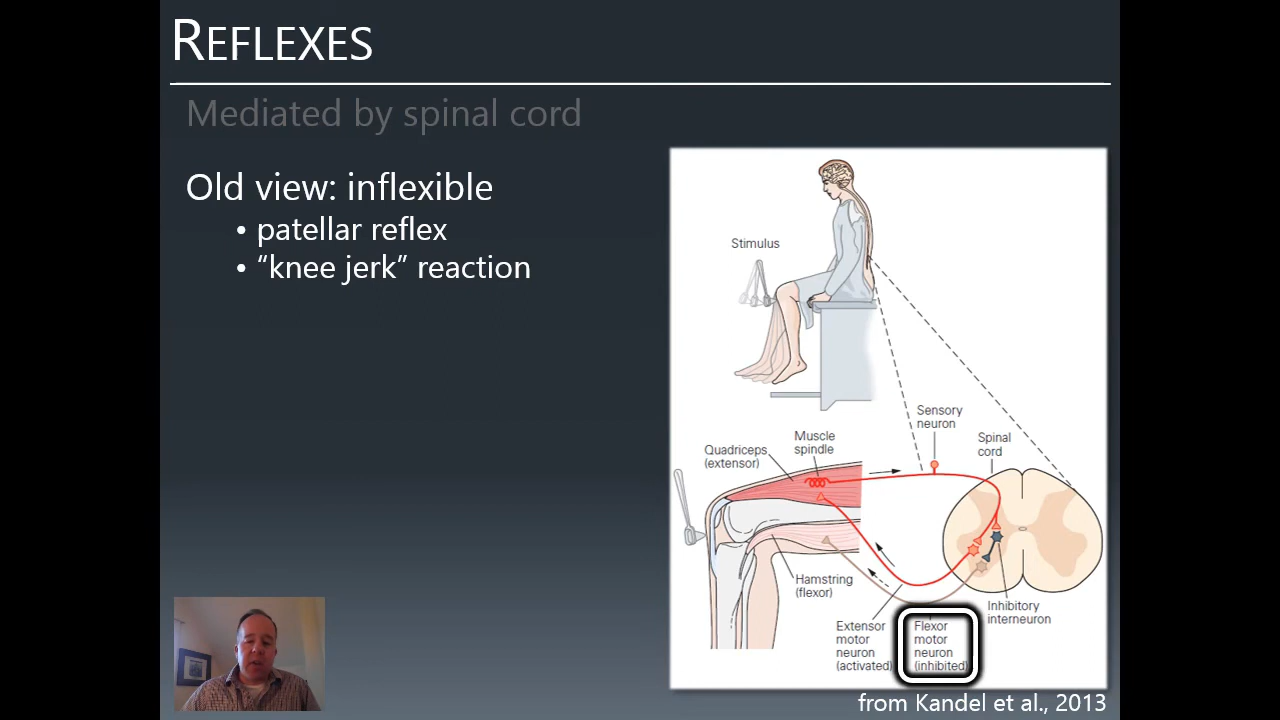 REFLEXES
Mediated by spinal cord
Old view: inflexible
• patellar reflex
• “knee jerk” reaction
Stimulus
Sensory
neuron
Spinal
cord
Muscle
spindle
Quadriceps
(extensor)
Hamstring
(flexor)
Inhibitory
interneuron
Extensor
motor
neuron
(activated)
Flexor
motor
neuron
(inhibited)
from Kandel et al., 2013